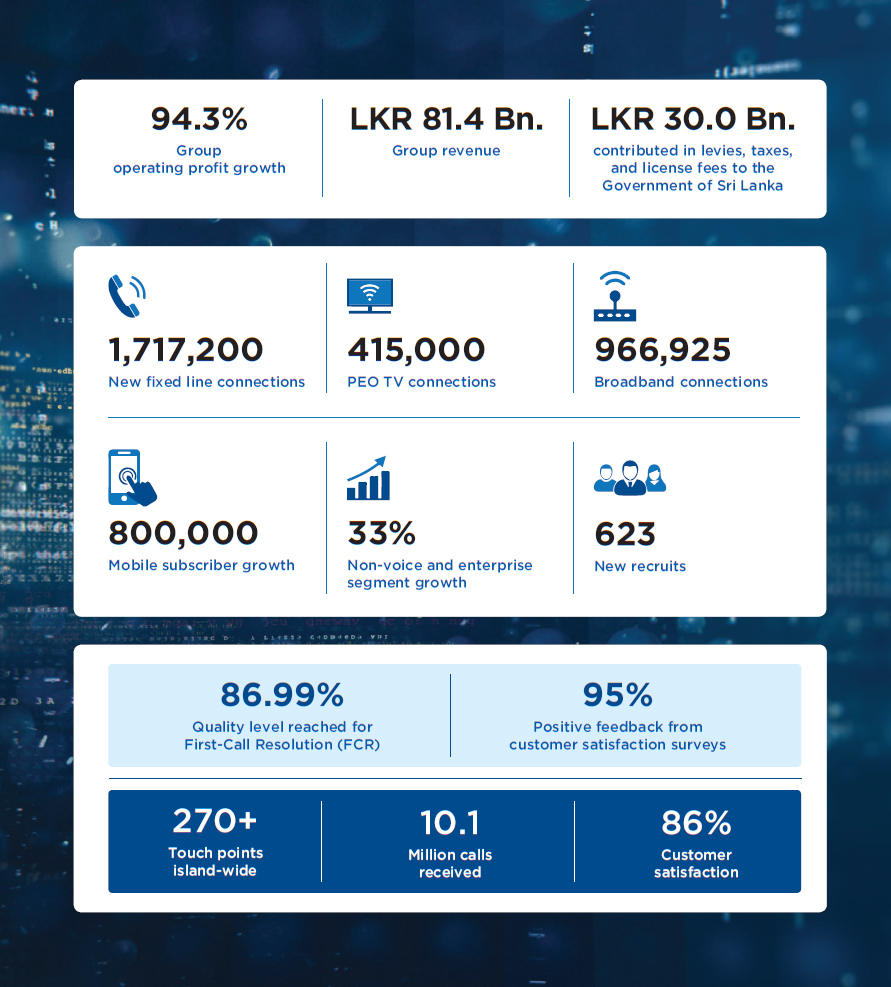 94.3%
Group
operating profit growth
LKR 81.4 Bn.
Group revenue
LKR 30.0 Bn.
contributed in levies, taxes,
and license fees to the
Government of Sri Lanka
1,717,200
New fixed line connections
415,000
PEO TV connections
966,925
Broadband connections
800,000
Mobile subscriber growth
33%
Non-voice and enterprise
segment growth
623
New recruits
86.99%
Quality level reached for
First-Call Resolution (FCR)
95%
Positive feedback from
customer satisfaction surveys
270+
Touch points
island-wide
10.1
Million calls
received
86%
Customer
satisfaction